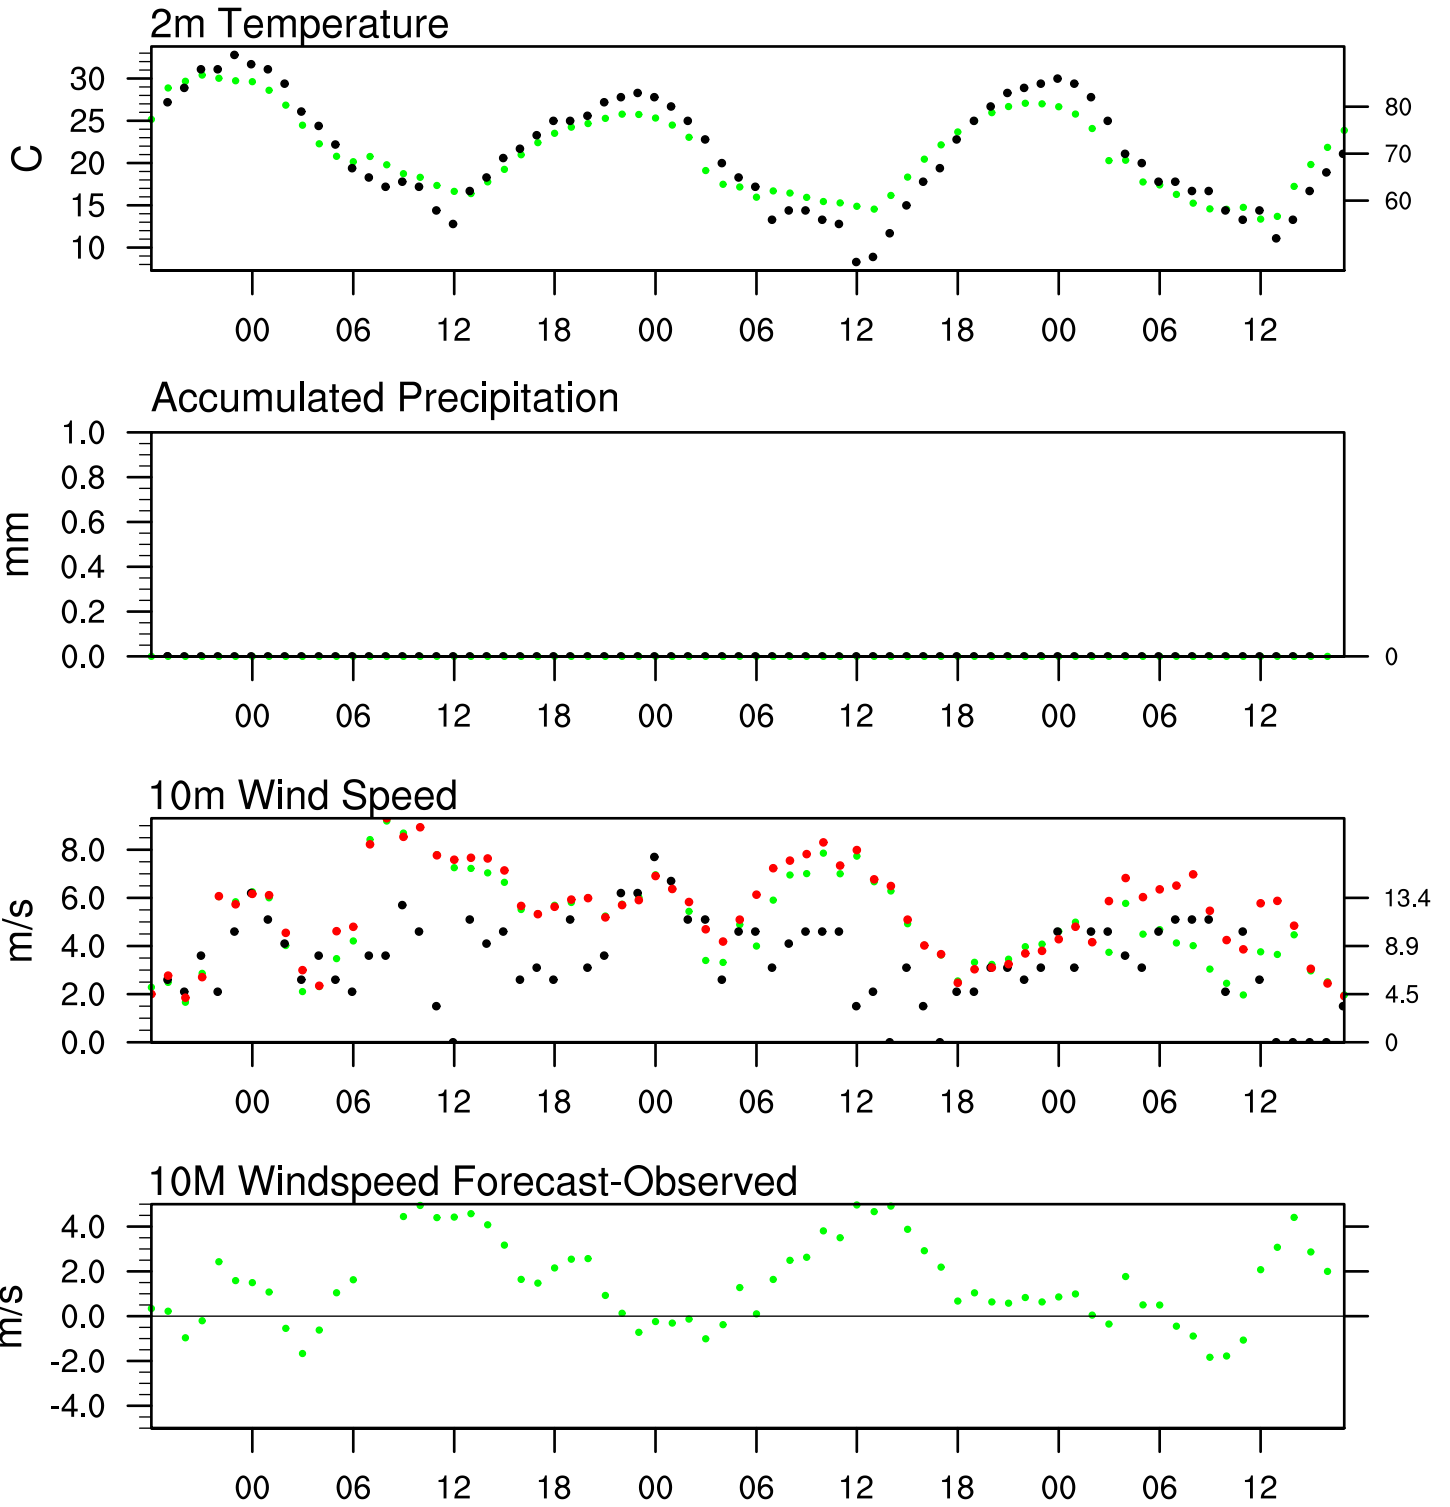 2m Temperature
30
25
20
15
10
C
80
70
60
00 06 12 18 00 06 12 18 00 06 12
Accumulated Precipitation
1.0
0.8
0.6
0.4
0.2
0.0
mm
0
00 06 12 18 00 06 12 18 00 06 12
10m Wind Speed
8.0
6.0
4.0
2.0
0.0
m/s
13.4
8.9
4.5
0
00 06 12 18 00 06 12 18 00 06 12
10M Windspeed Forecast-Observed
4.0
2.0
0.0
-2.0
-4.0
m/s
00 06 12 18 00 06 12 18 00 06 12